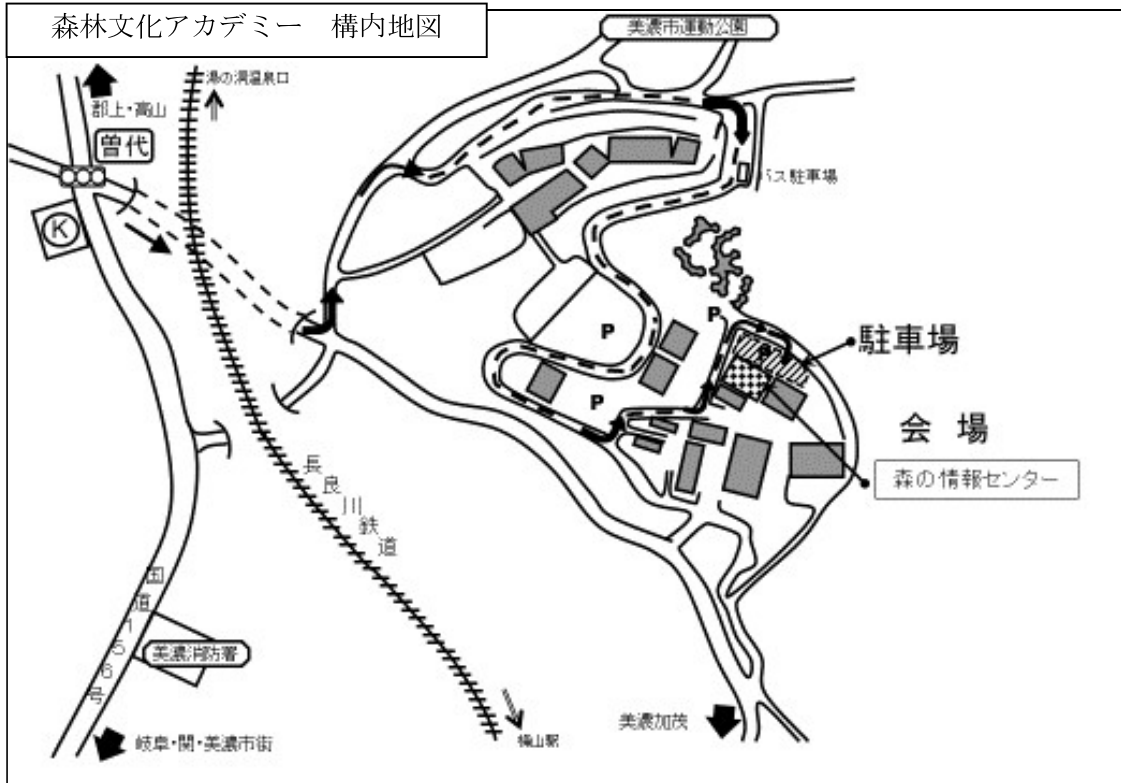 森林文化アカデミー　構内地図
美濃市運動公園
湯の洞温泉口
郡上・高山
曽代
バス駐車場
K
P
P
P
駐車場
会　場
森の情報センター
長良川鉄道
国道156号
美濃消防署
美濃加茂
梅山駅
岐阜・関・美濃市街